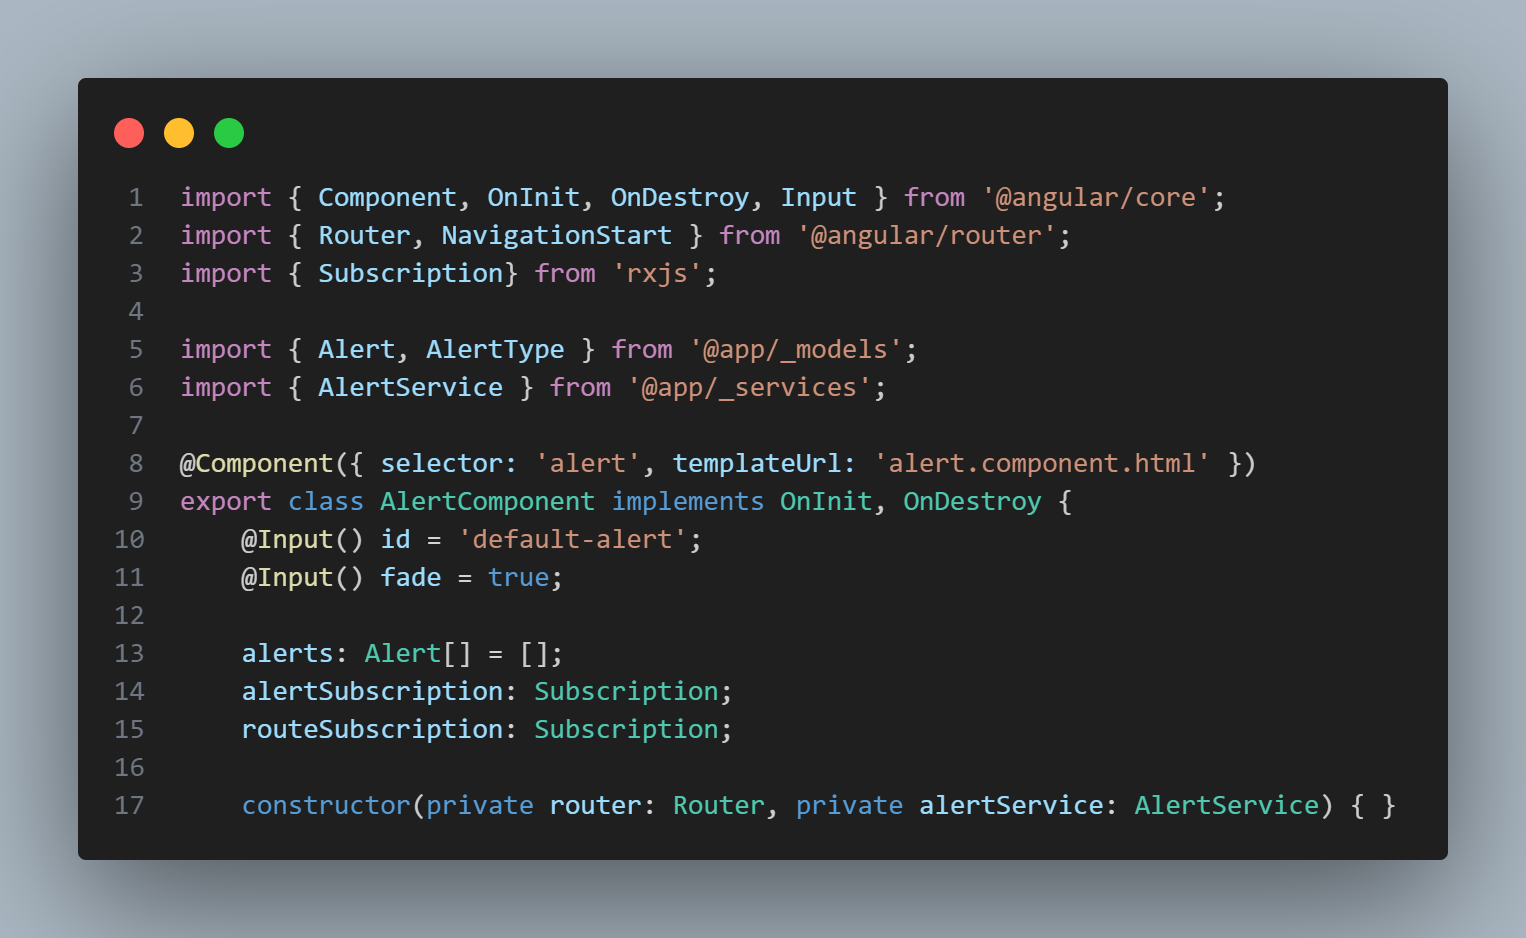 1 import { Component, OnInit, OnDestroy, Input } from '@angular/core';
2 import { Router, NavigationStart } from '@angular/router';
3 import { Subscription} from 'rxjs';
4
5 import { Alert, AlertType } from '@app/_models';
6 import { AlertService } from '@app/_services';
7
8 @Component({ selector: 'alert', templateUrl: 'alert.component.html' })
9 export class AlertComponent implements OnInit, OnDestroy {
10     @Input() id = 'default-alert';
11     @Input() fade = true;
12
13     alerts: Alert[] = [];
14     alertSubscription: Subscription;
15     routeSubscription: Subscription;
16
17     constructor(private router: Router, private alertService: AlertService) { }